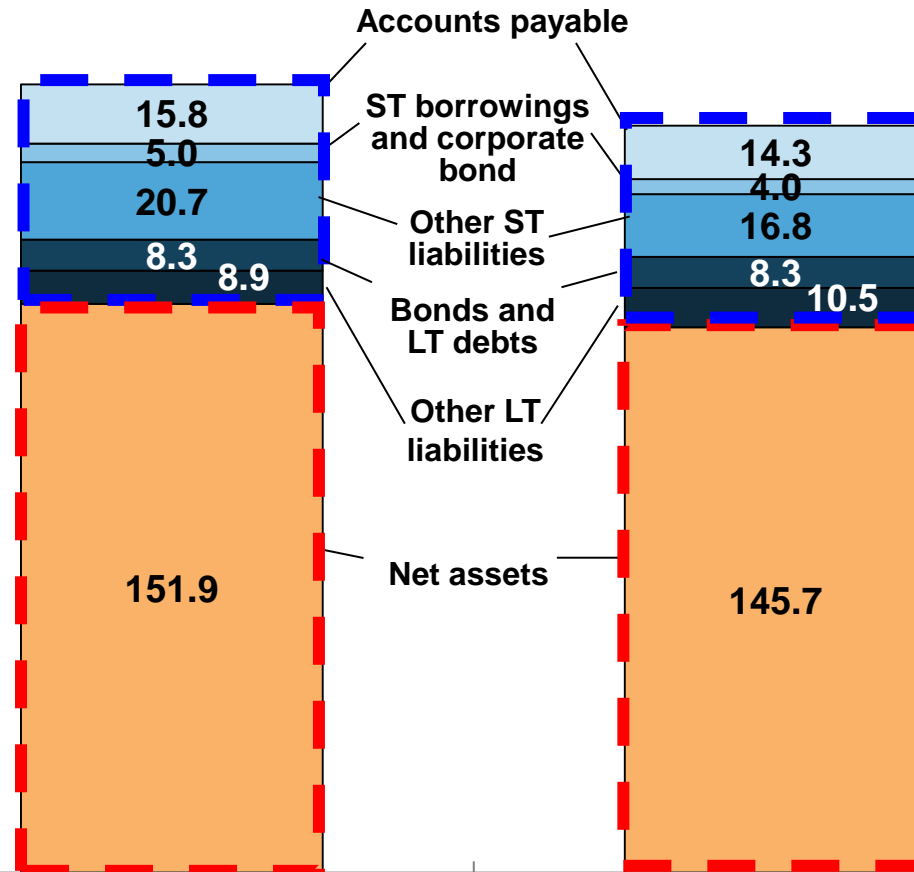 Accounts payable
15.8
ST borrowings
and corporate
bond
5.0
14.3
4.0
20.7
Other ST
liabilities
16.8
8.3
8.3
8.9
Bonds and
LT debts
10.5
Other LT
liabilities
Net assets
151.9
145.7